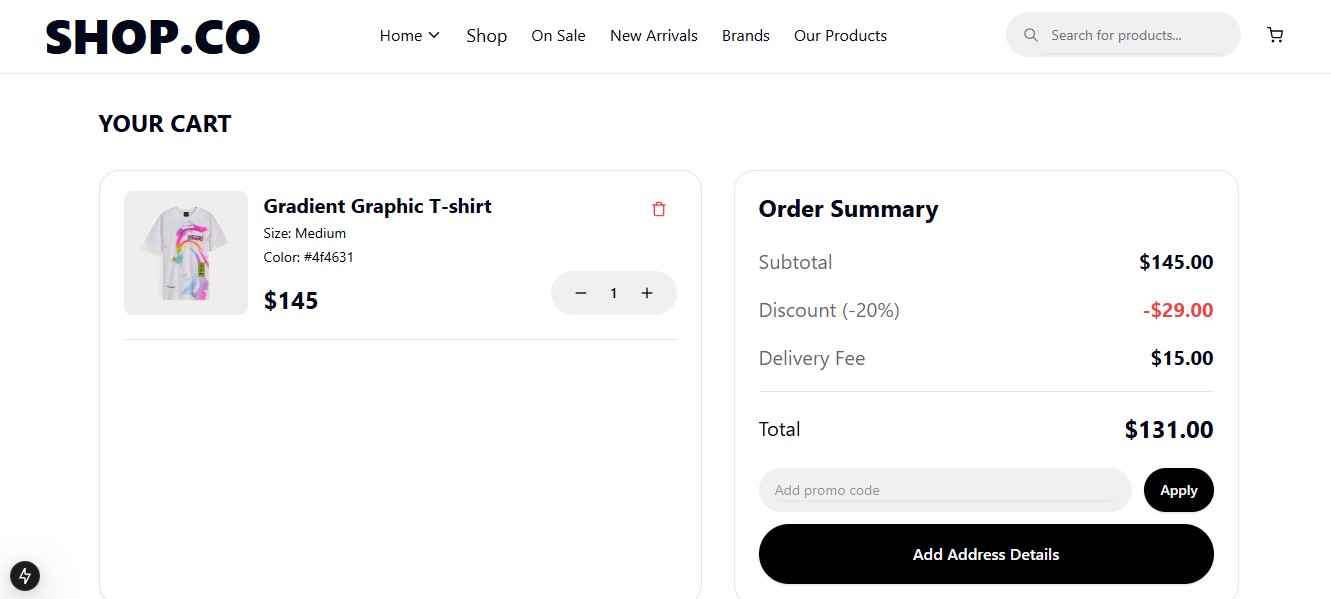 SHOP.CO
Home Shop On Sale New Arrivals Brands Our Products
Search for products...
YOUR CART
Gradient Graphic T-shirt
Size: Medium
Color: #4f4631
$145
1
Order Summary
Subtotal $145.00
Discount (-20%) -$29.00
Delivery Fee $15.00
Total $131.00
Add promo code Apply
Add Address Details